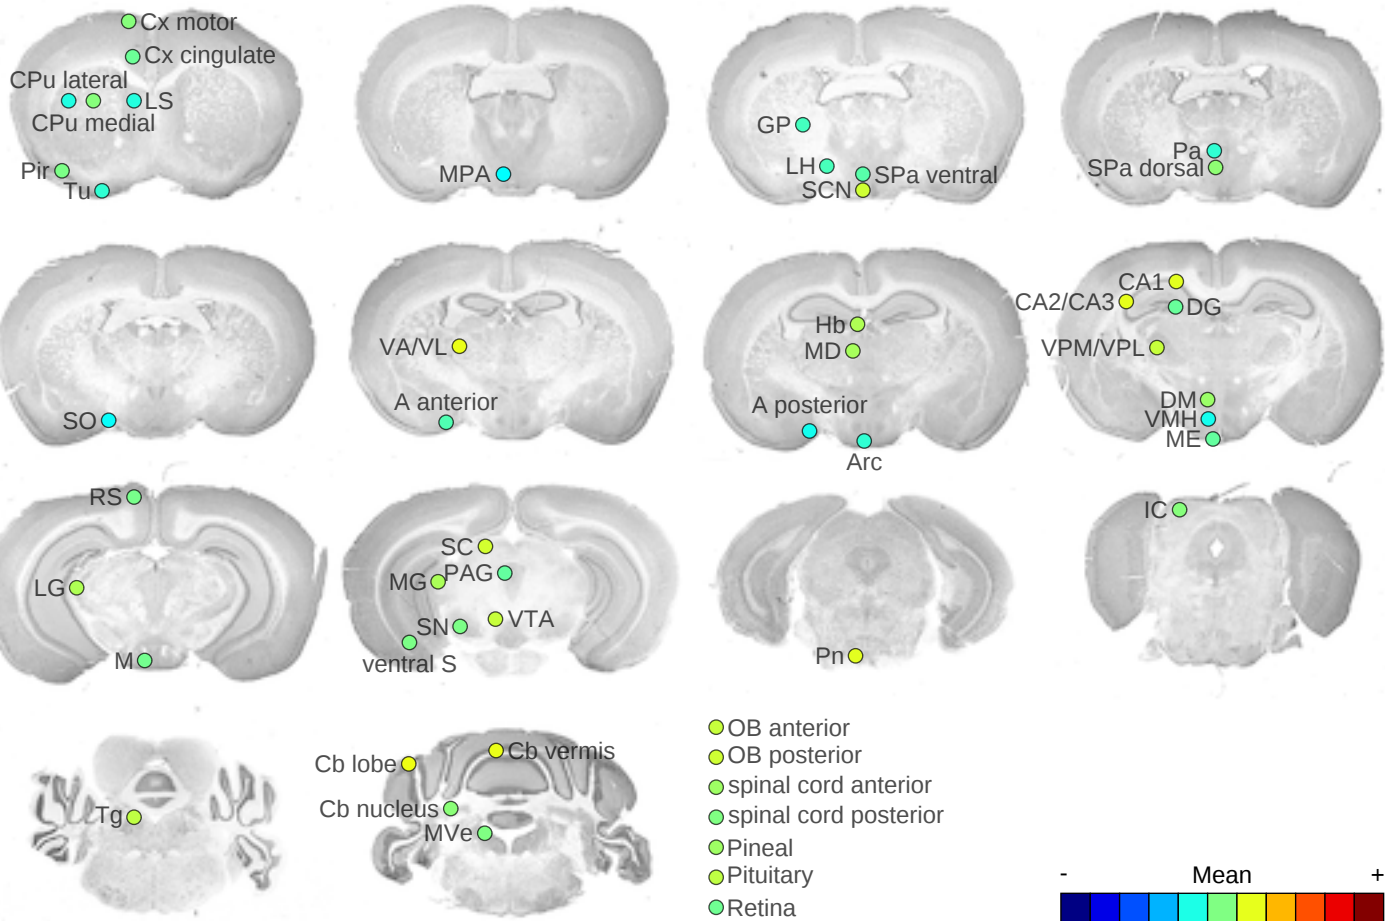 Cx motor
Cx cingulate
CPu lateral
LS
CPu medial
Pir
Tu
MPA
GP
LH
SPa ventral
SCN
Pa
SPa dorsal
SO
VA/VL
A anterior
Hb
MD
A posterior
Arc
CA1
CA2/CA3
DG
VPM/VPL
DM
VMH
ME
RS
LG
M
SC
MG
PAG
SN
VTA
ventral S
Pn
IC
Tg
Cb lobe
Cb vermis
Cb nucleus
MVe
OB anterior
OB posterior
spinal cord anterior
spinal cord posterior
Pineal
Pituitary
Retina
- Mean +